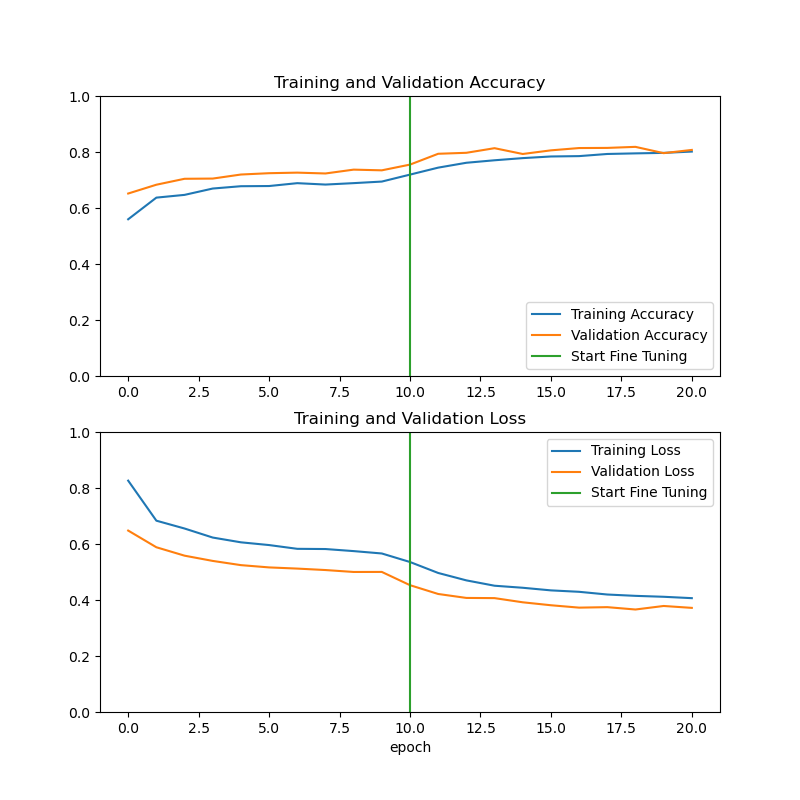 Training and Validation Accuracy
1.0
0.8
0.6
0.4
0.2
0.0
0.0 2.5 5.0 7.5 10.0 12.5 15.0 17.5 20.0
Training Accuracy
Validation Accuracy
Start Fine Tuning
Training and Validation Loss
1.0
0.8
0.6
0.4
0.2
0.0
0.0 2.5 5.0 7.5 10.0 12.5 15.0 17.5 20.0
Training Loss
Validation Loss
Start Fine Tuning
epoch